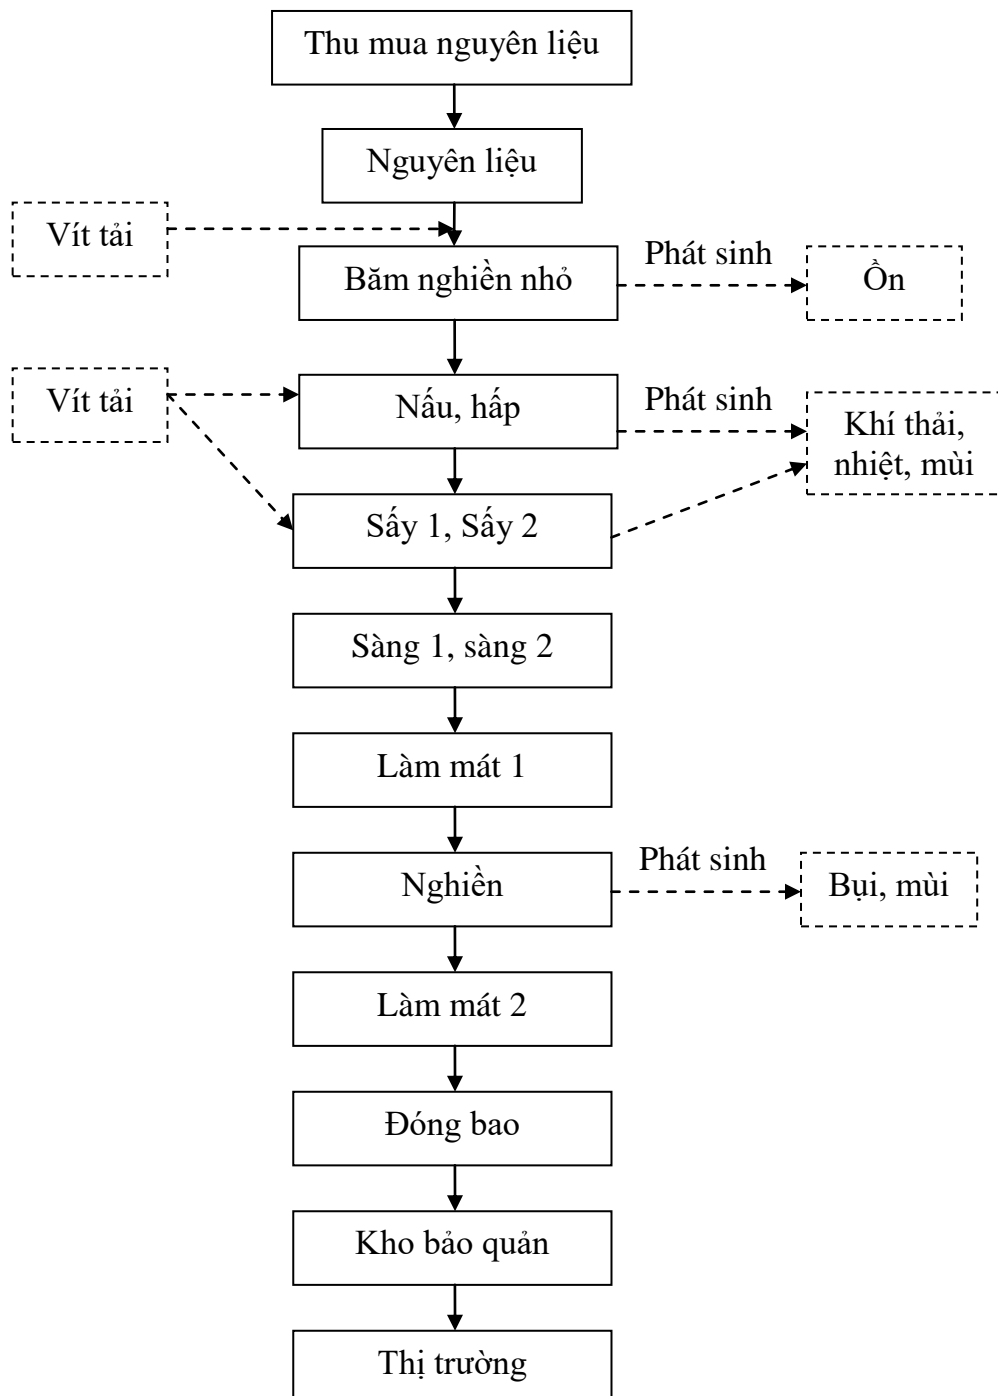 Thu mua nguyên liệu
Nguyên liệu
Vít tải
Băm nghiền nhỏ
Phát sinh
Ồn
Vít tải
Nấu, hấp
Phát sinh
Khí thải,
nhiệt, mùi
Sấy 1, Sấy 2
Sàng 1, sàng 2
Làm mát 1
Nghiền
Phát sinh
Bụi, mùi
Làm mát 2
Đóng bao
Kho bảo quản
Thị trường